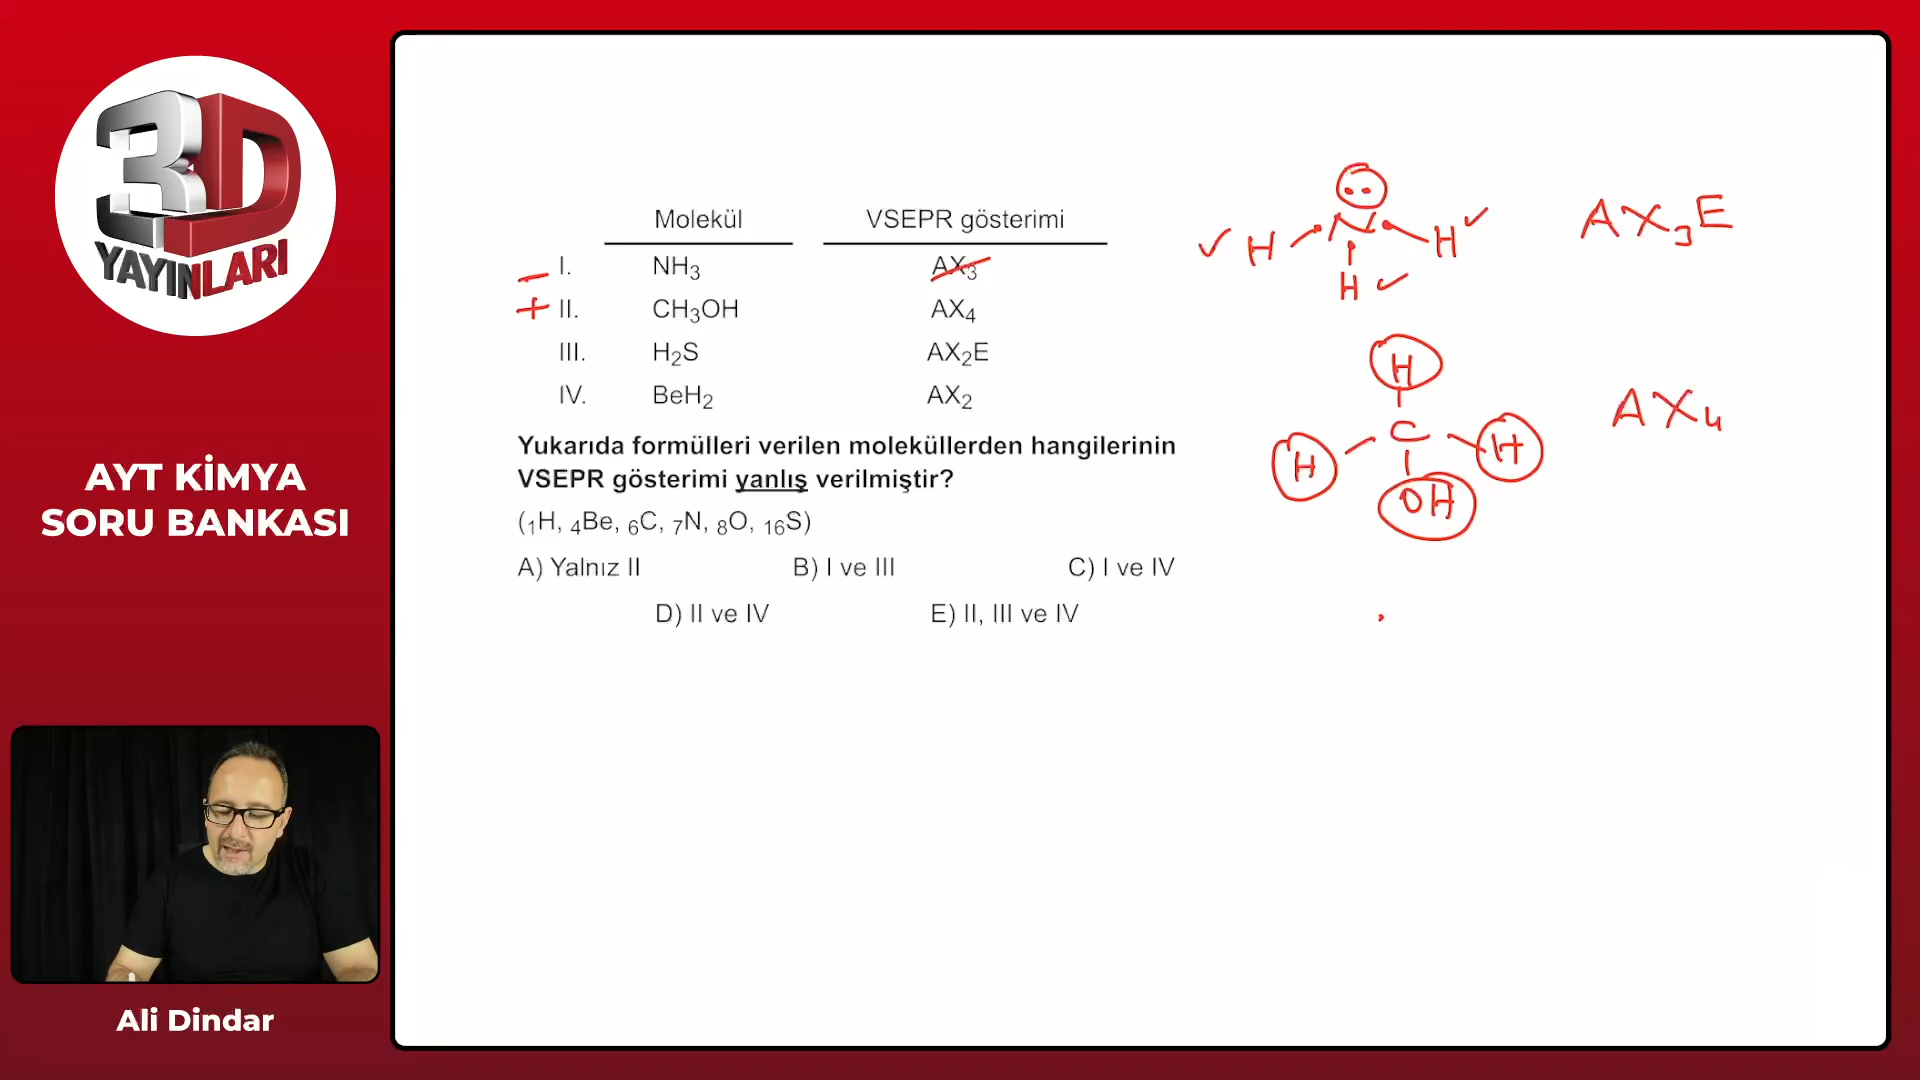 3D
YAYINLARI
AYT KİMYA
SORU BANKASI
Ali Dindar
Molekül VSEPR gösterimi
I. NH₃ AX₃
II. CH₃OH AX₄
III. H₂S AX₂E
IV. BeH₂ AX₂
Yukarıda formülleri verilen moleküllerden hangilerinin
VSEPR gösterimi yanlış verilmiştir?
(₁H, ₄Be, ₆C, ₇N, ₈O, ₁₆S)
A) Yalnız II B) I ve III C) I ve IV
D) II ve IV E) II, III ve IV
H N H AX₃E
H
H
H C H AX₄
OH